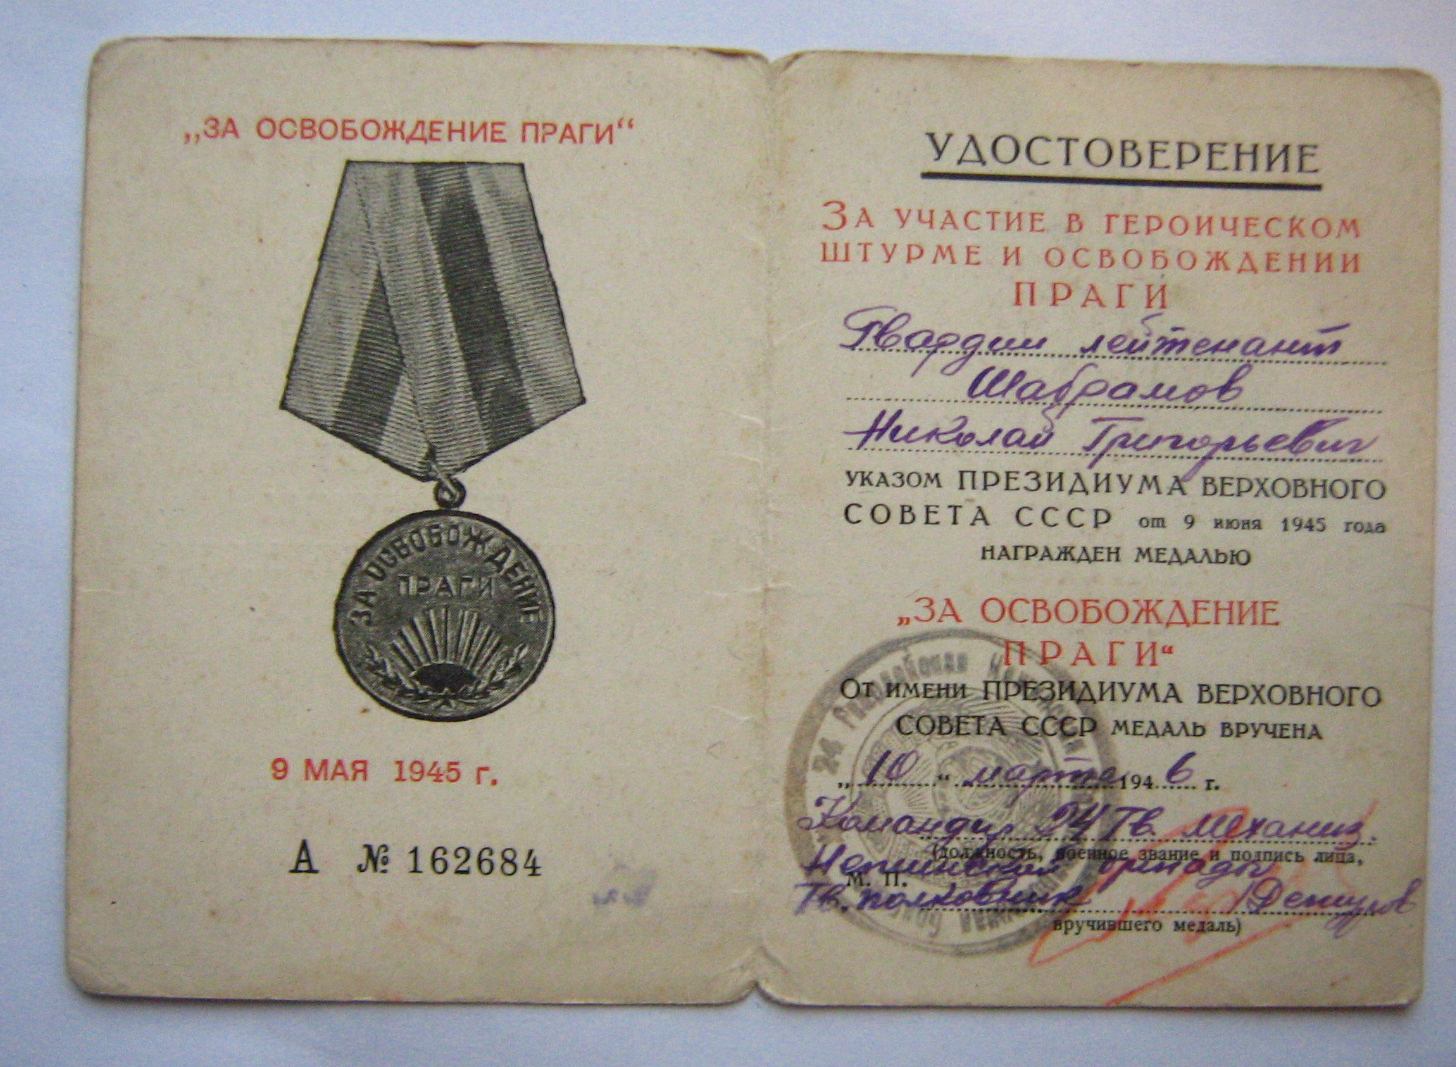 „ЗА ОСВОБОЖДЕНИЕ ПРАГИ“
ЗА ОСВОБОЖДЕНИЕ
ПРАГИ
9 МАЯ 1945 г.
А № 162684
УДОСТОВЕРЕНИЕ
ЗА УЧАСТИЕ В ГЕРОИЧЕСКОМ
ШТУРМЕ И ОСВОБОЖДЕНИИ
ПРАГИ
Гвардии лейтенант
Шабрамов
Николай Григорьевич
УКАЗОМ ПРЕЗИДИУМА ВЕРХОВНОГО
СОВЕТА СССР от 9 июня 1945 года
НАГРАЖДЕН МЕДАЛЬЮ
„ЗА ОСВОБОЖДЕНИЕ
ПРАГИ“
ОТ ИМЕНИ ПРЕЗИДИУМА ВЕРХОВНОГО
СОВЕТА СССР МЕДАЛЬ ВРУЧЕНА
„10“ марта 1946 г.
Командир 24 Гв. механиз.
(должность, военное звание и подпись лица,
бригады
М. П.
Гв. полковник
вручившего медаль)
24 Гвардейская